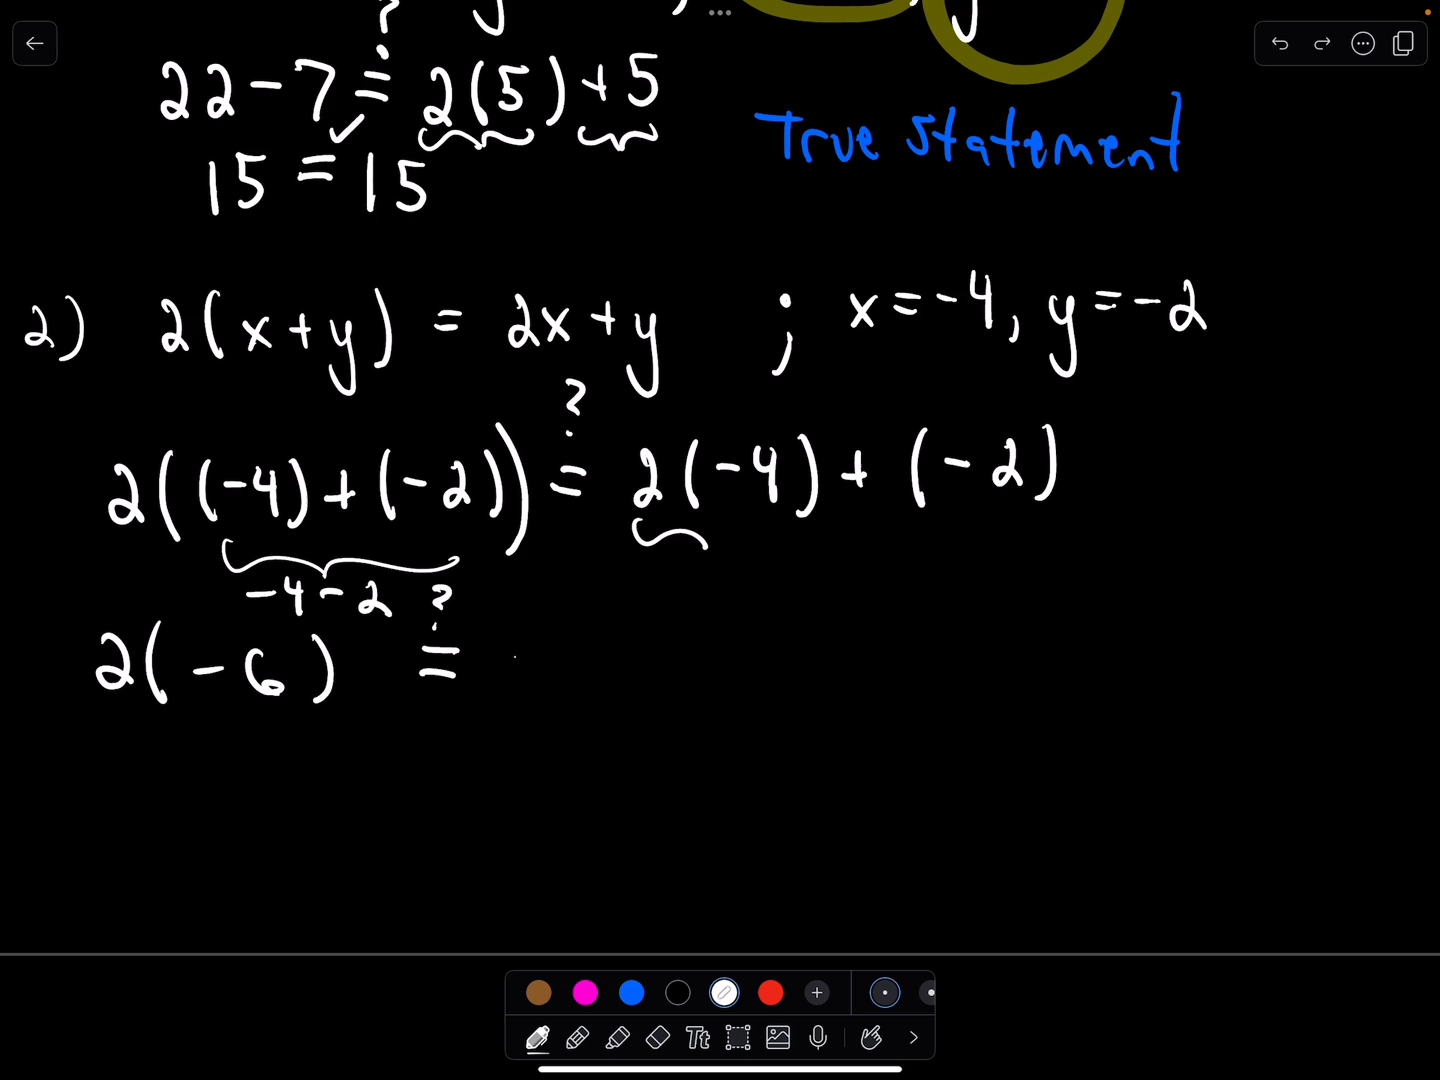 22 - 7 ≟ 2(5) + 5
True Statement
15 = 15
2) 2(x + y) = 2x + y ; x = -4, y = -2
2((-4) + (-2)) ≟ 2(-4) + (-2)
-4 - 2
2(-6) ≟
Tt